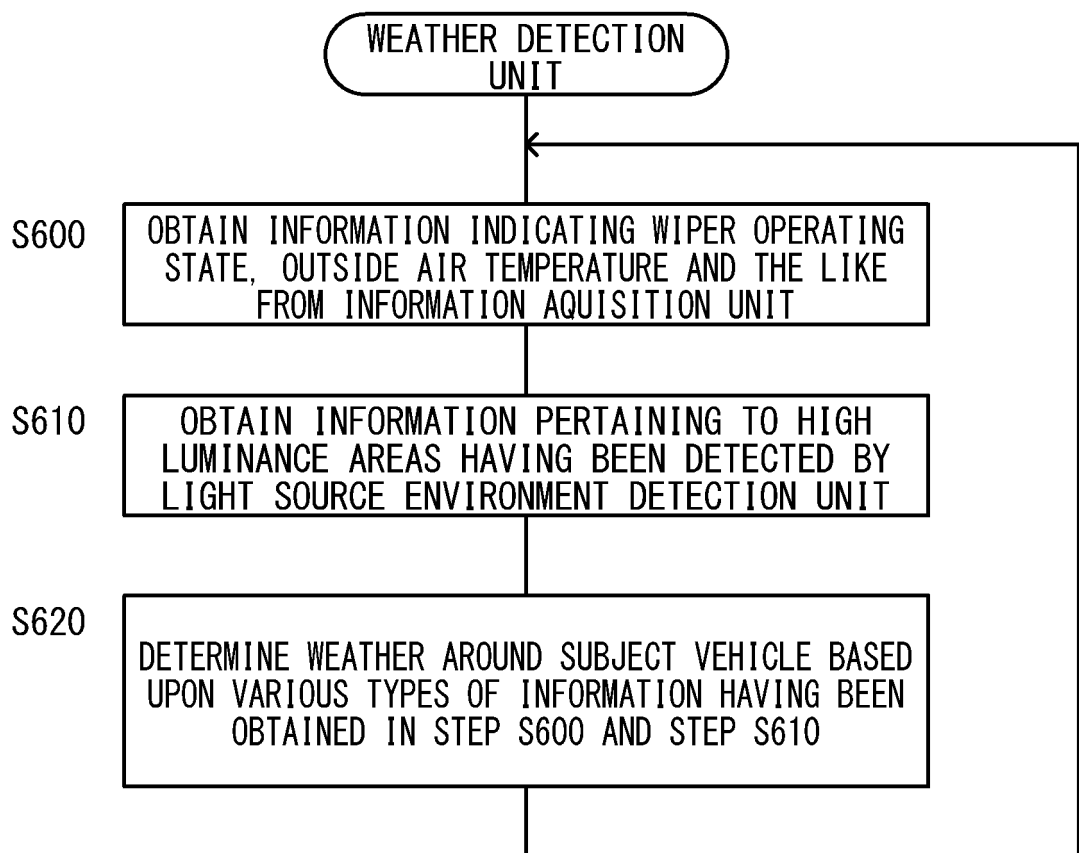 WEATHER DETECTION
UNIT
S600
OBTAIN INFORMATION INDICATING WIPER OPERATING
STATE, OUTSIDE AIR TEMPERATURE AND THE LIKE
FROM INFORMATION AQUISITION UNIT
S610
OBTAIN INFORMATION PERTAINING TO HIGH
LUMINANCE AREAS HAVING BEEN DETECTED BY
LIGHT SOURCE ENVIRONMENT DETECTION UNIT
S620
DETERMINE WEATHER AROUND SUBJECT VEHICLE BASED
UPON VARIOUS TYPES OF INFORMATION HAVING BEEN
OBTAINED IN STEP S600 AND STEP S610